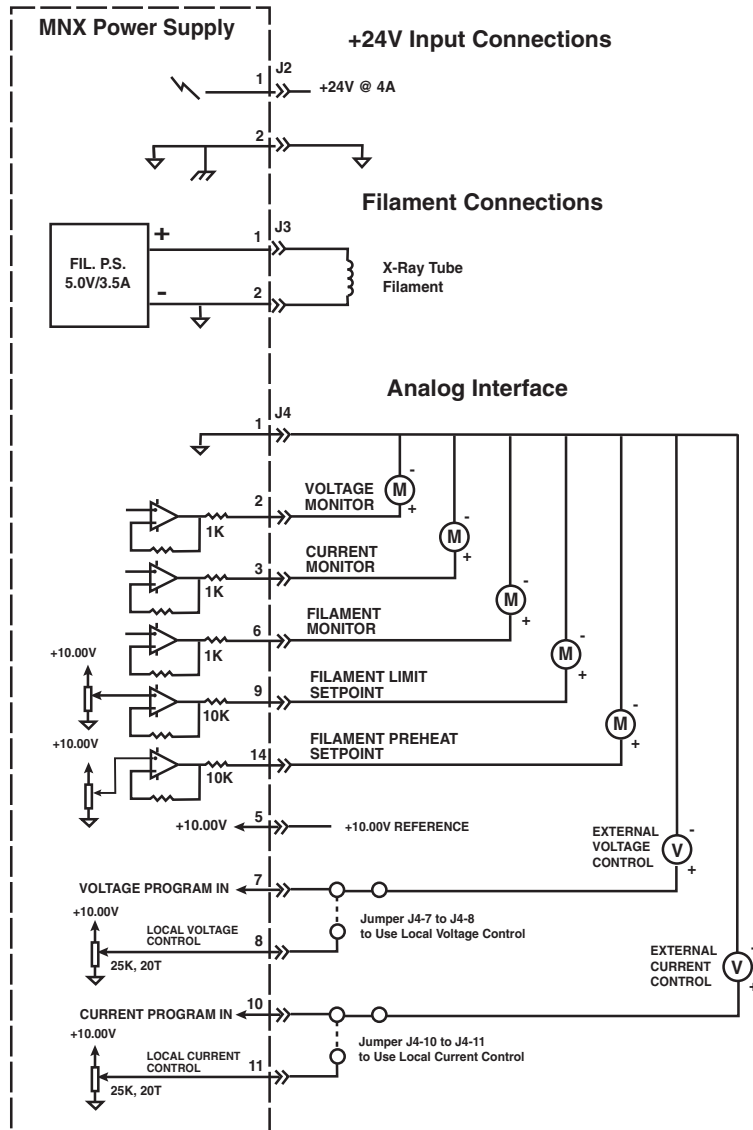 MNX Power Supply
+24V Input Connections
1
J2
+24V @ 4A
2
Filament Connections
FIL. P.S.
5.0V/3.5A
+
-
1
J3
2
X-Ray Tube
Filament
Analog Interface
1
J4
1K
2
VOLTAGE
MONITOR
M
-
+
1K
3
CURRENT
MONITOR
M
-
+
1K
6
FILAMENT
MONITOR
M
-
+
+10.00V
10K
9
FILAMENT LIMIT
SETPOINT
M
-
+
+10.00V
10K
14
FILAMENT PREHEAT
SETPOINT
M
-
+
+10.00V
5
+10.00V REFERENCE
EXTERNAL
VOLTAGE
CONTROL
V
-
+
VOLTAGE PROGRAM IN
7
+10.00V
LOCAL VOLTAGE
CONTROL
8
25K, 20T
Jumper J4-7 to J4-8
to Use Local Voltage Control
EXTERNAL
CURRENT
CONTROL
V
-
+
CURRENT PROGRAM IN
10
+10.00V
LOCAL CURRENT
CONTROL
11
25K, 20T
Jumper J4-10 to J4-11
to Use Local Current Control